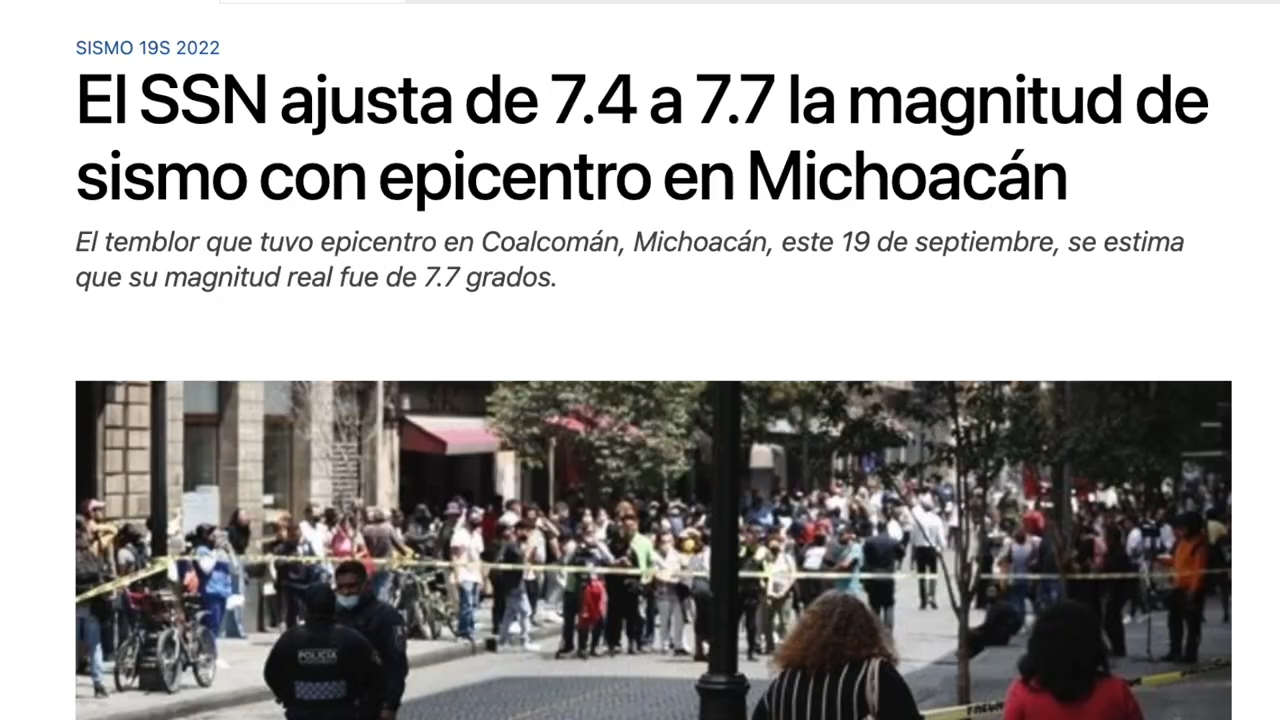 SISMO 19S 2022
El SSN ajusta de 7.4 a 7.7 la magnitud de
sismo con epicentro en Michoacán
El temblor que tuvo epicentro en Coalcomán, Michoacán, este 19 de septiembre, se estima
que su magnitud real fue de 7.7 grados.
POLICÍA